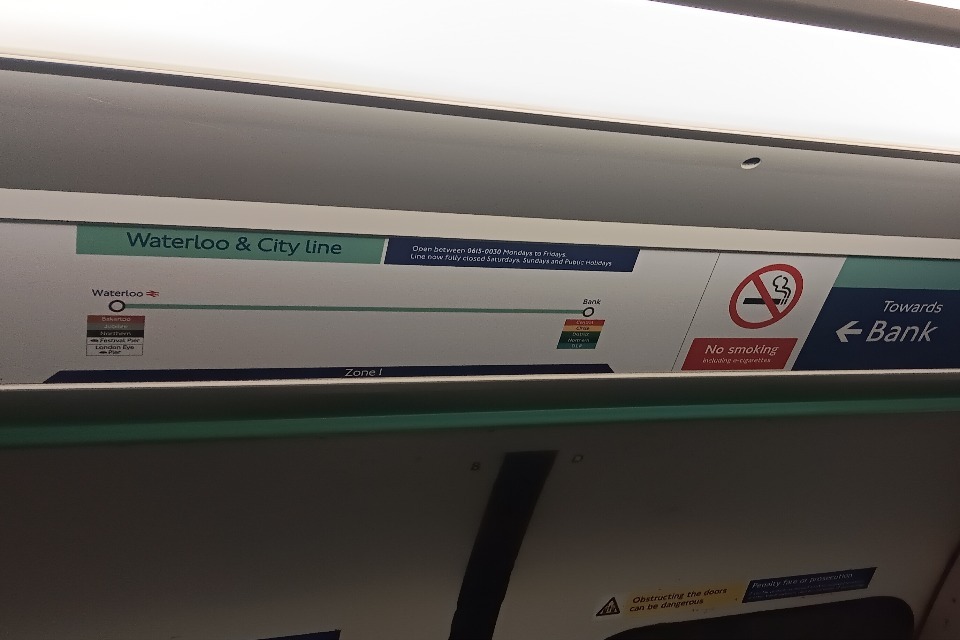 Waterloo & City line
Open between 0615-0030 Mondays to Fridays.
Line now fully closed Saturdays, Sundays and Public Holidays
Waterloo
Bakerloo
Jubilee
Northern
Festival Pier
London Eye
Pier
Bank
Central
Circle
District
Northern
DLR
Zone 1
No smoking
including e-cigarettes
Towards
Bank
Obstructing the doors
can be dangerous
Penalty fare or prosecution